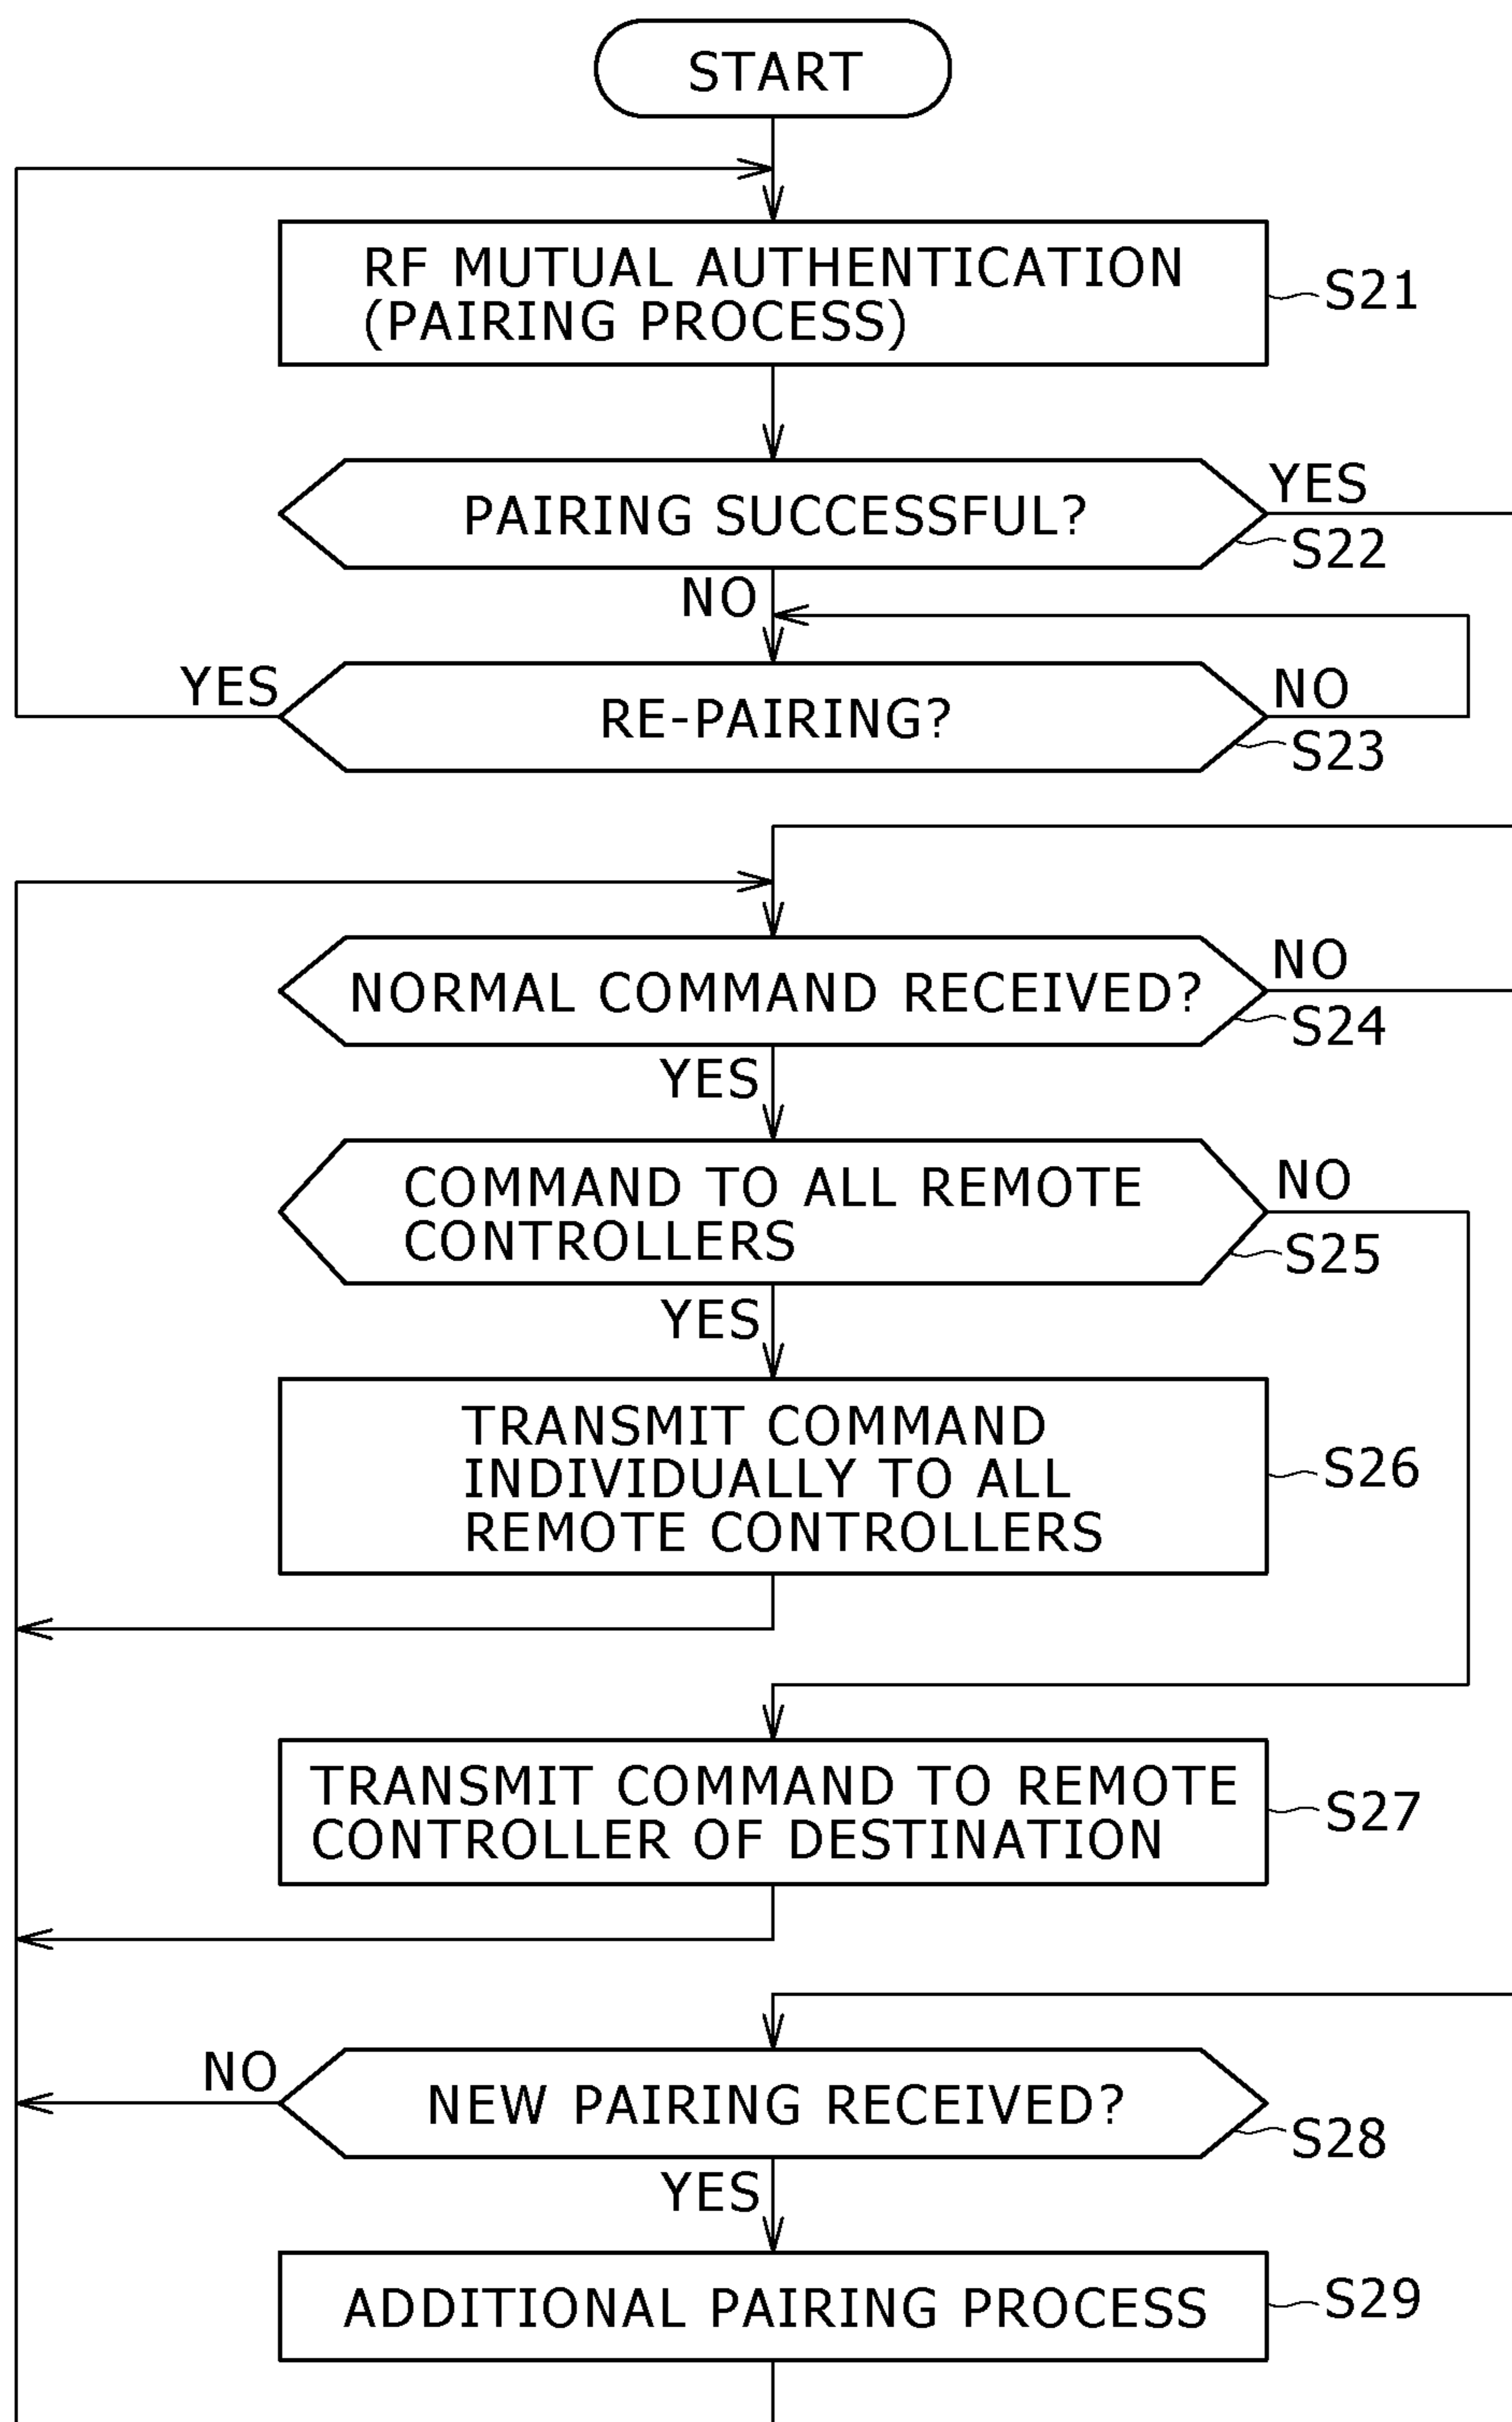 START
RF MUTUAL AUTHENTICATION
(PAIRING PROCESS)
S21
PAIRING SUCCESSFUL?
YES
S22
NO
YES
RE-PAIRING?
NO
S23
NORMAL COMMAND RECEIVED?
NO
S24
YES
COMMAND TO ALL REMOTE
CONTROLLERS
NO
S25
YES
TRANSMIT COMMAND
INDIVIDUALLY TO ALL
REMOTE CONTROLLERS
S26
TRANSMIT COMMAND TO REMOTE
CONTROLLER OF DESTINATION
S27
NO
NEW PAIRING RECEIVED?
S28
YES
ADDITIONAL PAIRING PROCESS
S29